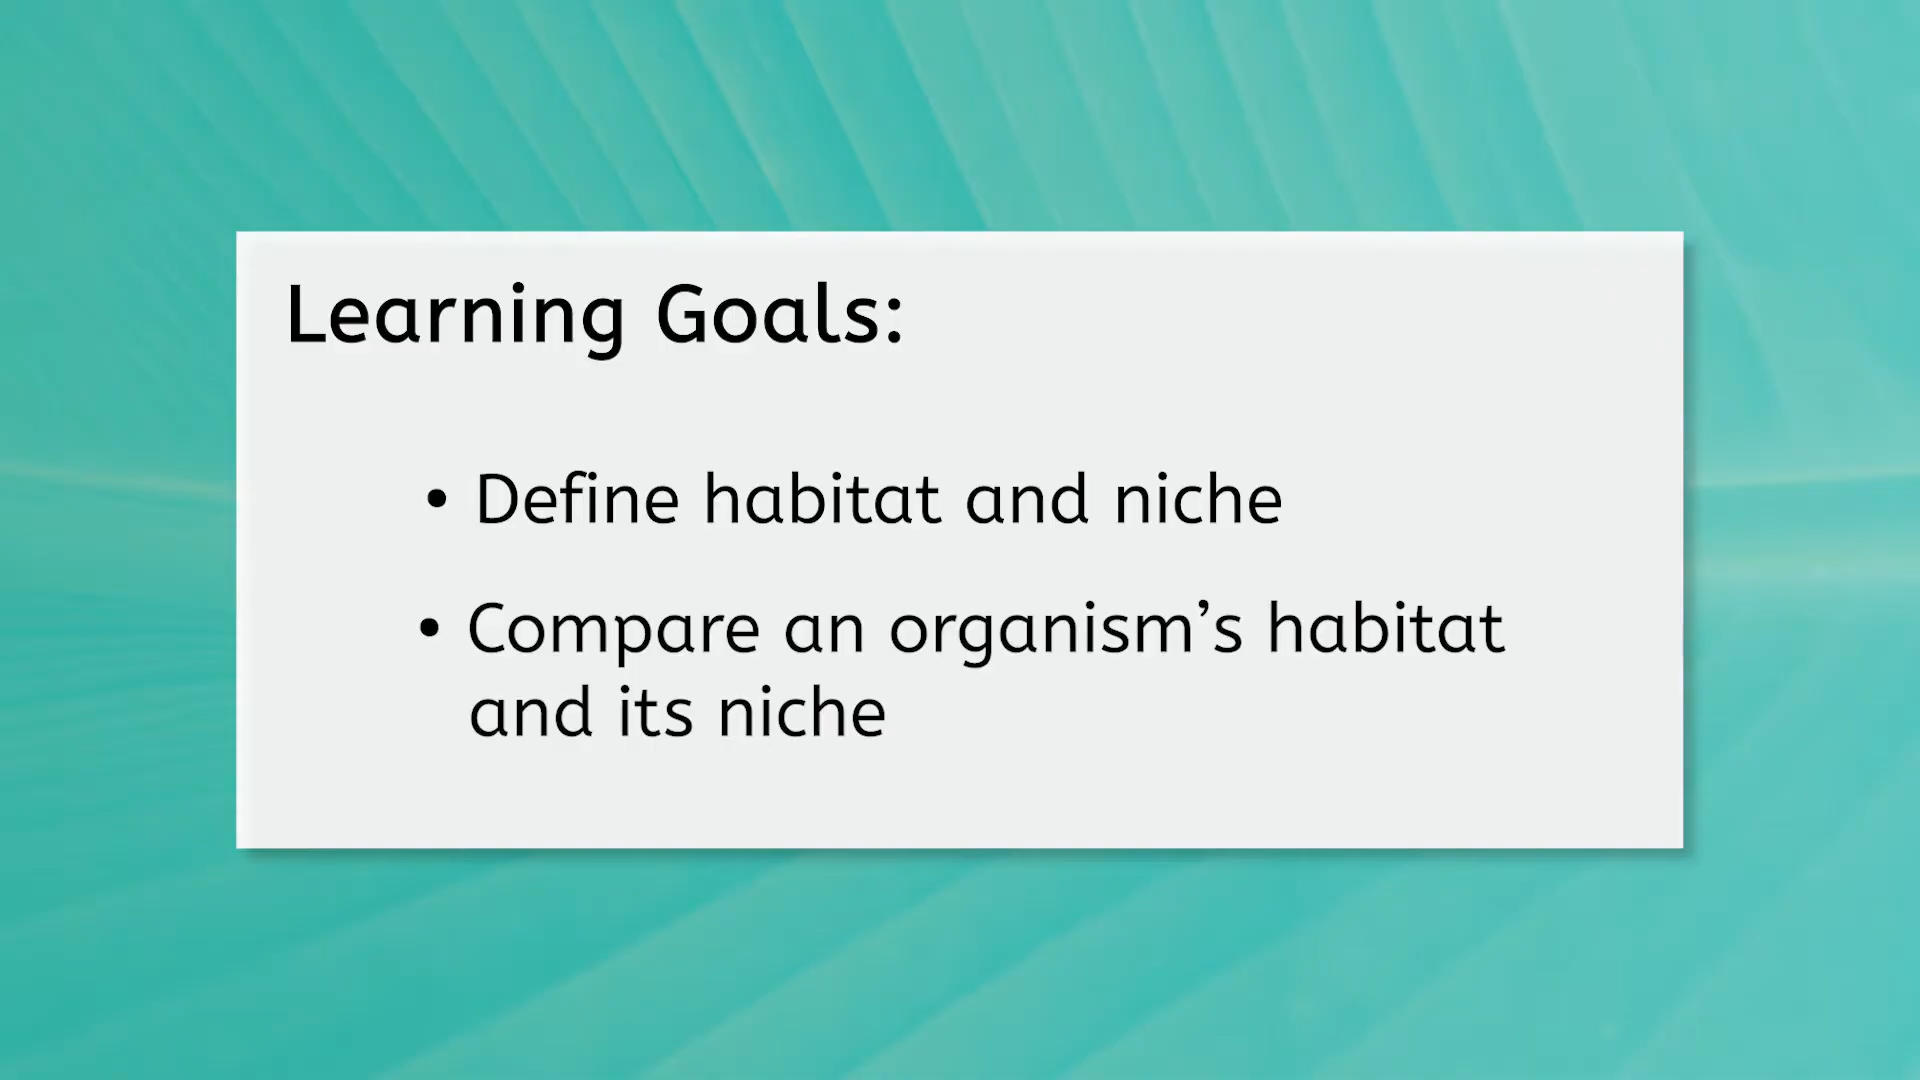 Learning Goals:
• Define habitat and niche
• Compare an organism’s habitat
and its niche